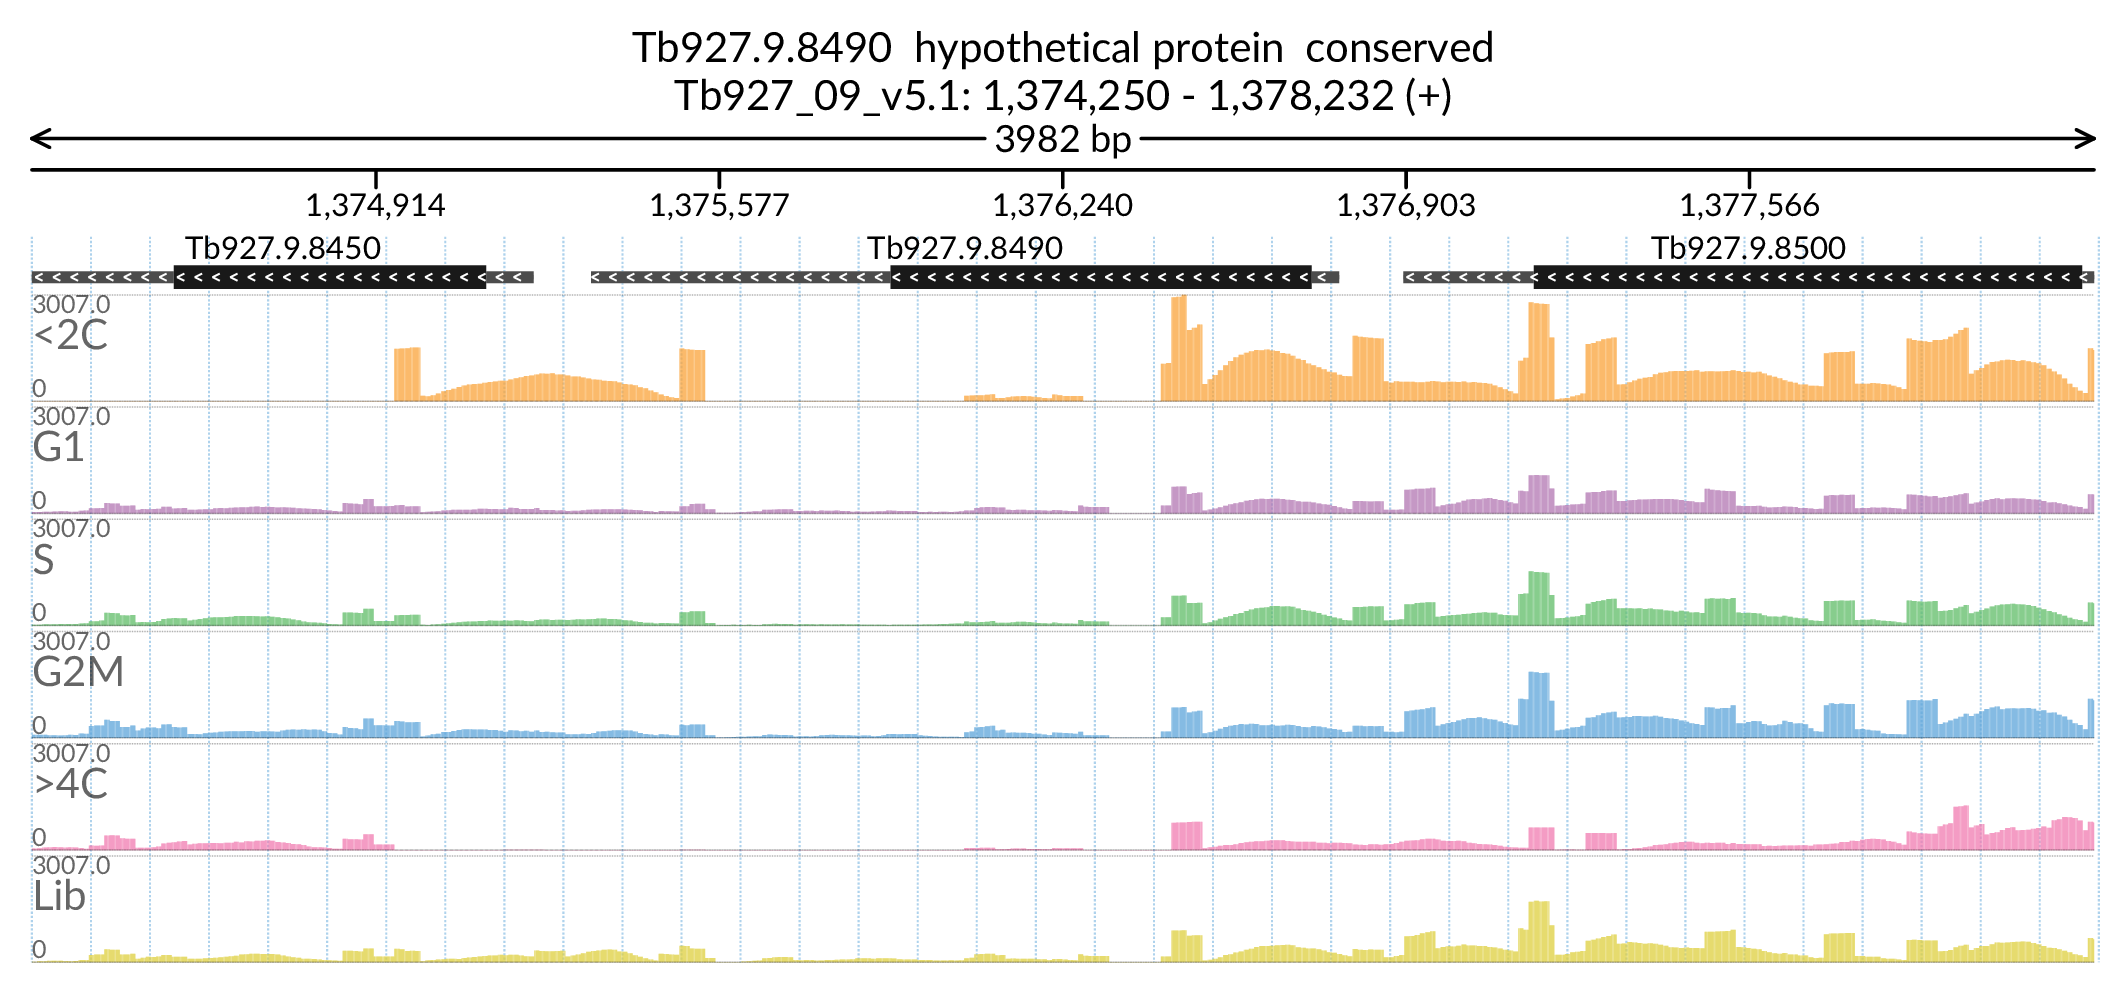 Tb927.9.8490  hypothetical protein  conserved
Tb927_09_v5.1: 1,374,250 - 1,378,232 (+)
3982 bp
1,374,914 1,375,577 1,376,240 1,376,903 1,377,566
Tb927.9.8450 Tb927.9.8490 Tb927.9.8500
3007.0
<2C
0
3007.0
G1
0
3007.0
S
0
3007.0
G2M
0
3007.0
>4C
0
3007.0
Lib
0